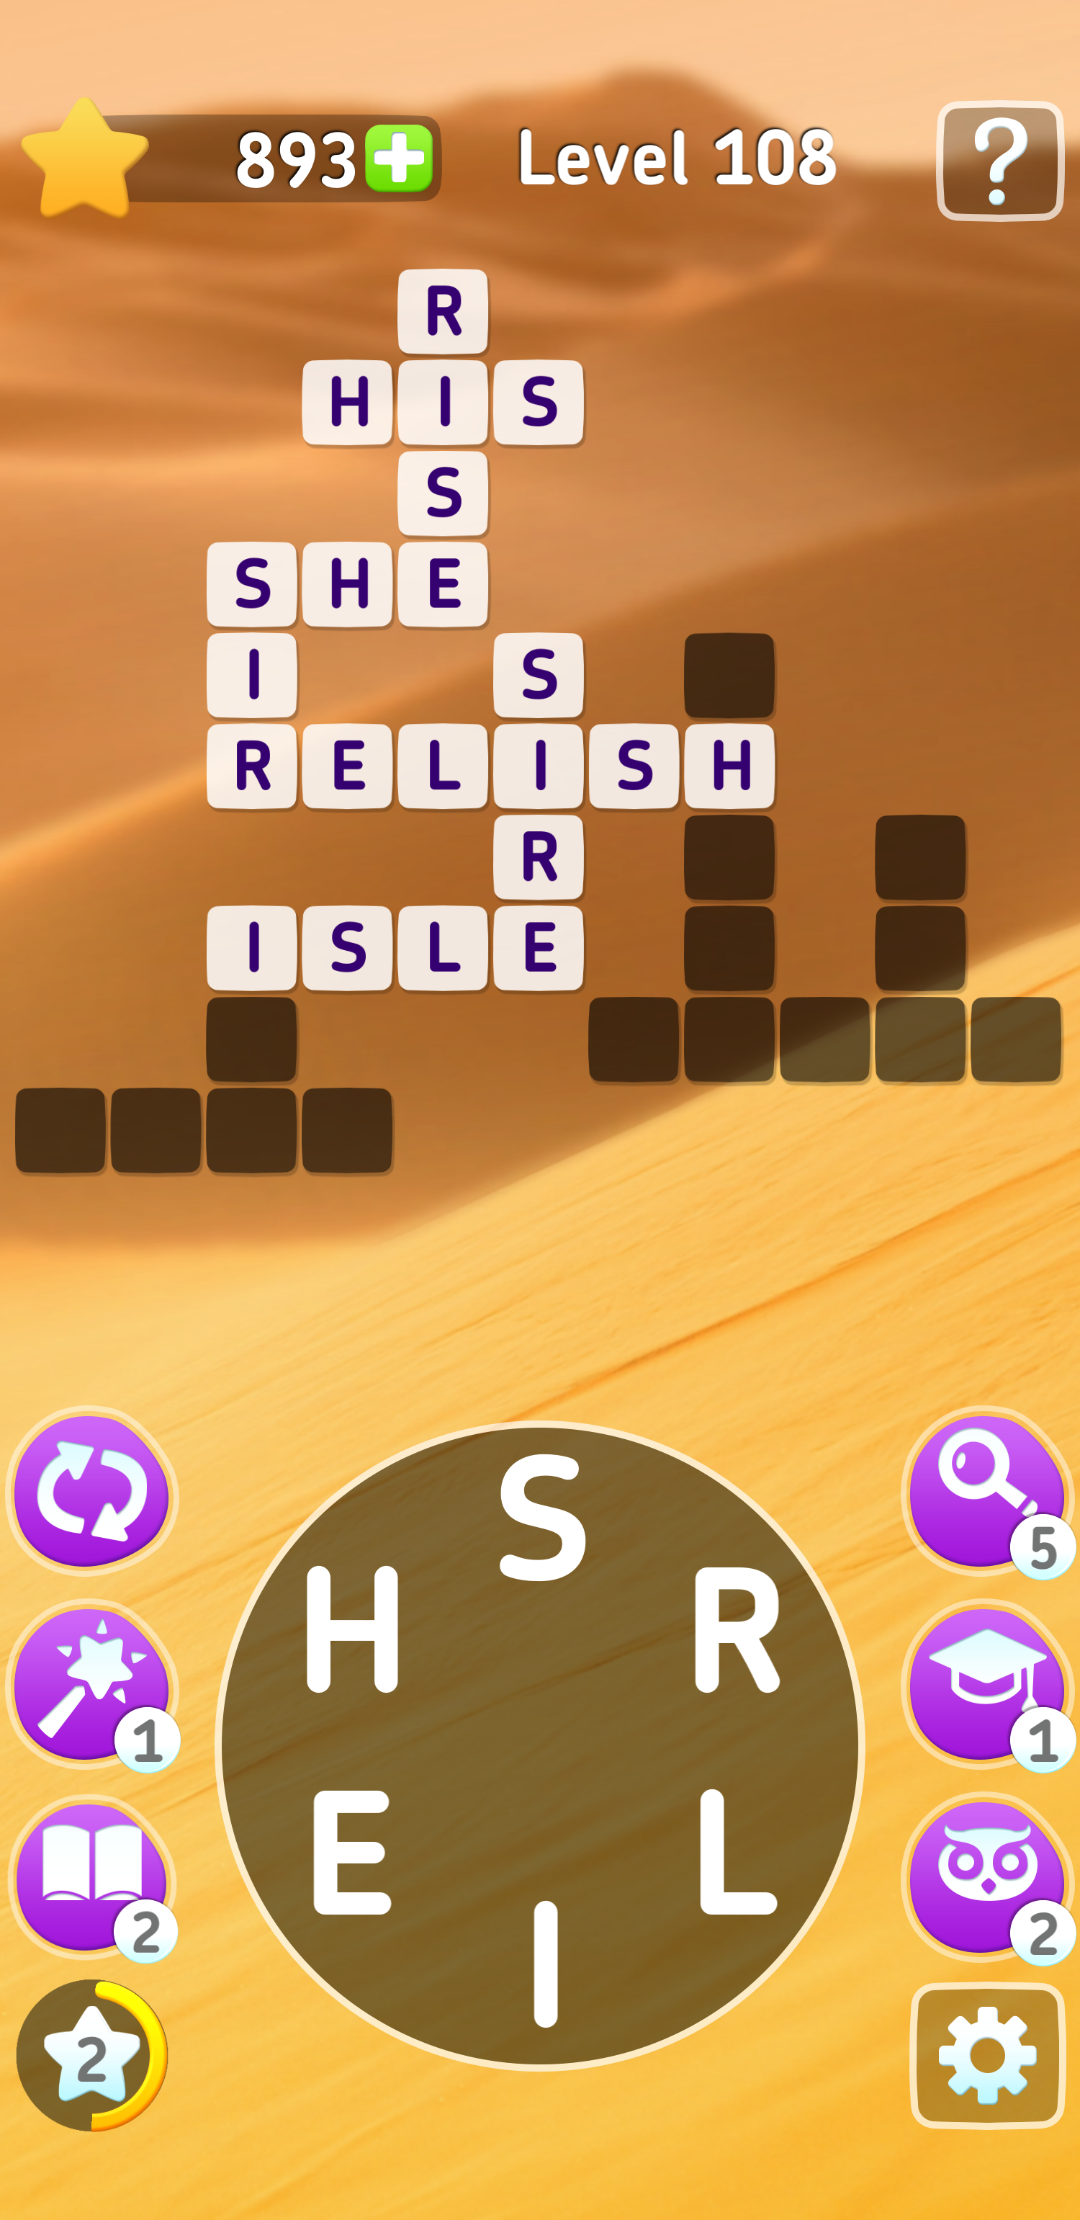 893 Level 108 ?
R
H I S
S
S H E
I S
R E L I S H
R
I S L E
S
H R
5
1 1
E L
I
2 2
2